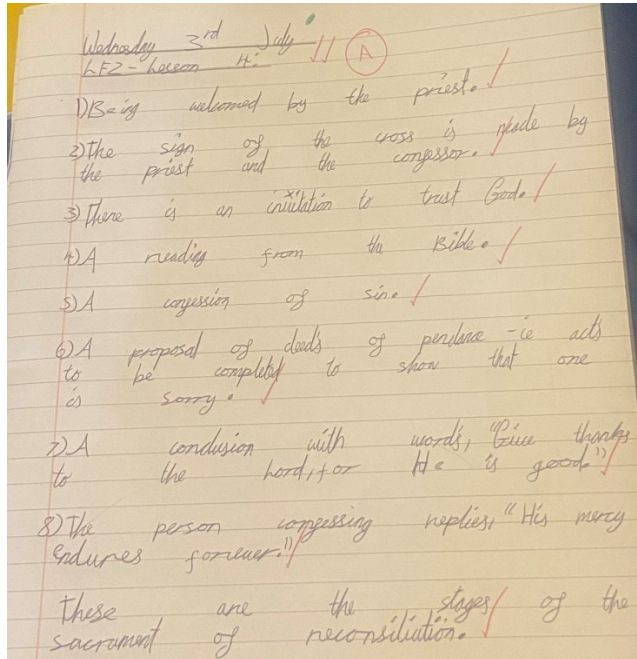 Wednesday 3rd July
LF2 - Lesson 4:
A
1) Being welcomed by the priest.
2) The sign of the cross is made by
the priest and the confessor.
3) There is an invitation to trust God.
4) A reading from the Bible.
5) A confession of sin.
6) A proposal of deeds of pendance - ie acts
to be completed to show that one
is sorry.
7) A conclusion with words, "Give thanks
to the Lord, for He is good."
8) The person confessing replies, "His mercy
endures forever."
These are the stages of the
sacrament of reconsiliation.